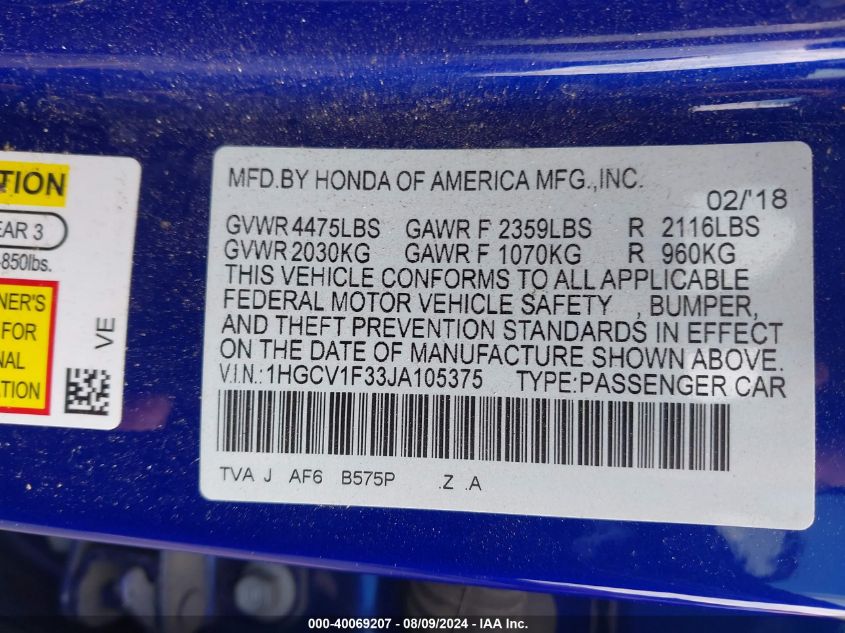 TION
EAR 3
-850lbs.
NER'S
FOR
NAL
ATION
VE
MFD.BY HONDA OF AMERICA MFG.,INC.
02/'18
GVWR 4475LBS GAWR F 2359LBS R 2116LBS
GVWR 2030KG GAWR F 1070KG R 960KG
THIS VEHICLE CONFORMS TO ALL APPLICABLE
FEDERAL MOTOR VEHICLE SAFETY , BUMPER,
AND THEFT PREVENTION STANDARDS IN EFFECT
ON THE DATE OF MANUFACTURE SHOWN ABOVE.
V.I.N.:1HGCV1F33JA105375 TYPE:PASSENGER CAR
TVA J AF6 B575P .Z .A
000-40069207 - 08/09/2024 - IAA Inc.